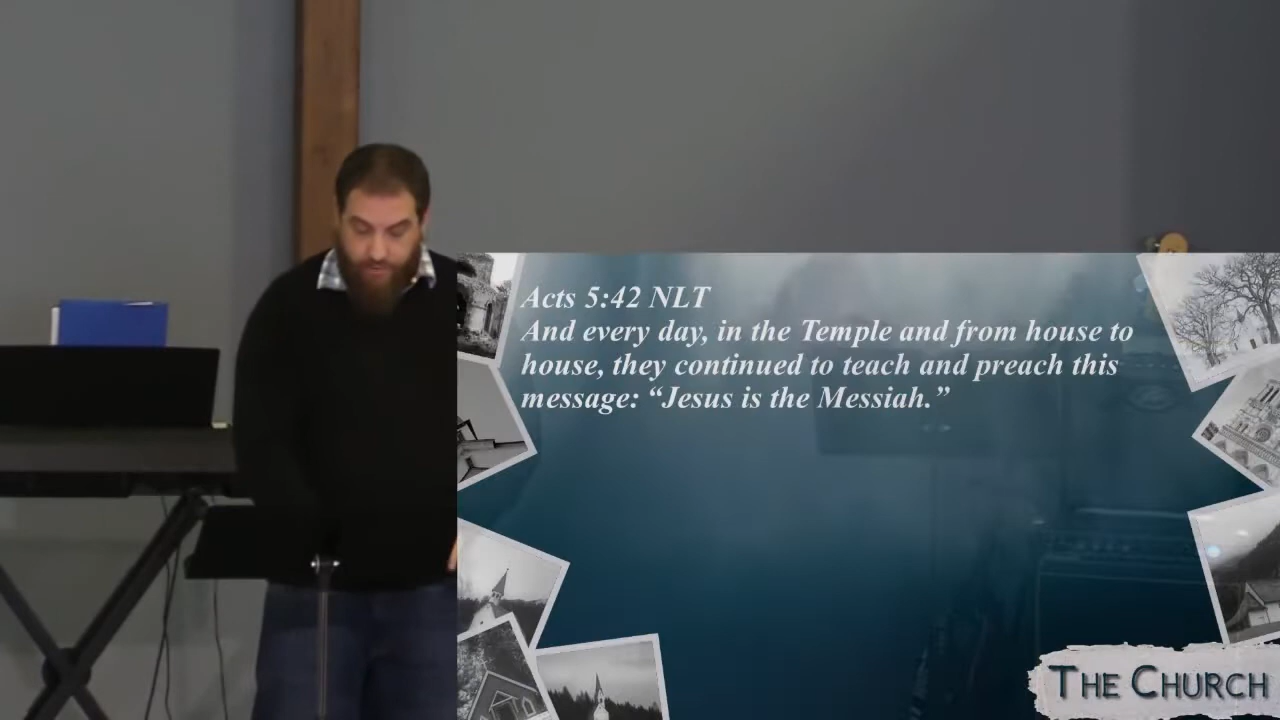 Acts 5:42 NLT
And every day, in the Temple and from house to
house, they continued to teach and preach this
message: “Jesus is the Messiah.”
THE CHURCH